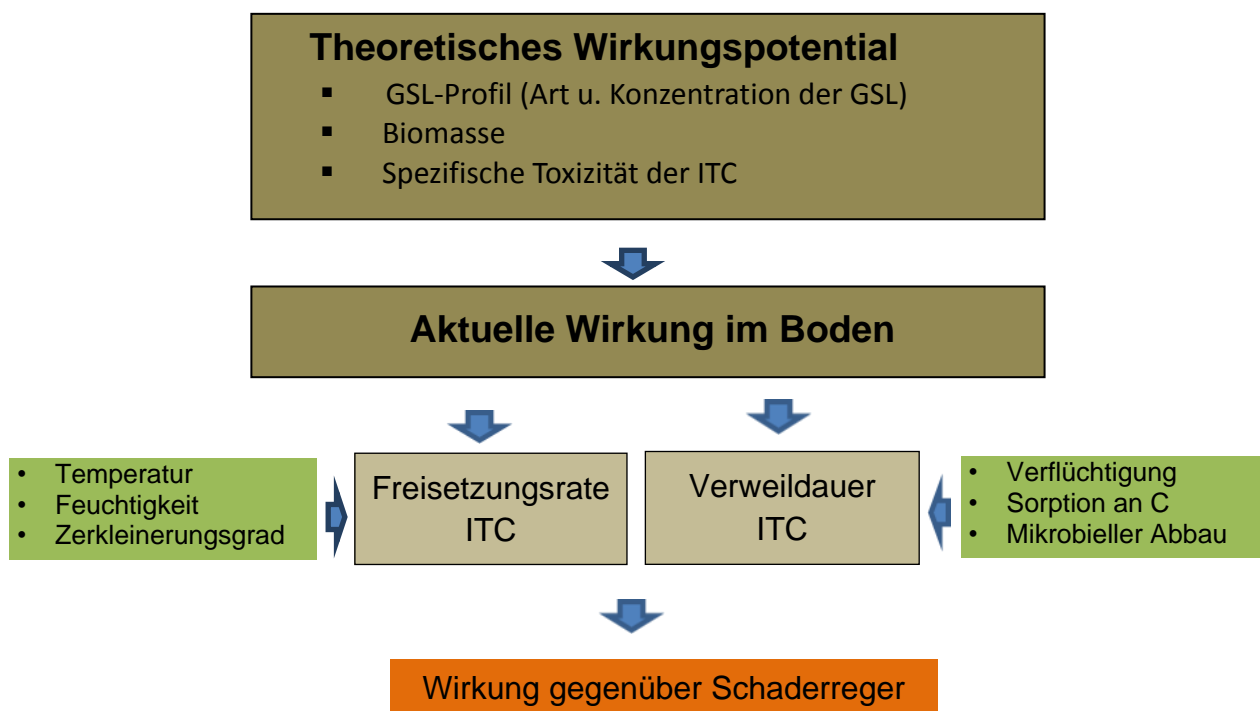 Theoretisches Wirkungspotential
▪ GSL-Profil (Art u. Konzentration der GSL)
▪ Biomasse
▪ Spezifische Toxizität der ITC
Aktuelle Wirkung im Boden
• Temperatur
• Feuchtigkeit
• Zerkleinerungsgrad
Freisetzungsrate
ITC
Verweildauer
ITC
• Verflüchtigung
• Sorption an C
• Mikrobieller Abbau
Wirkung gegenüber Schaderreger